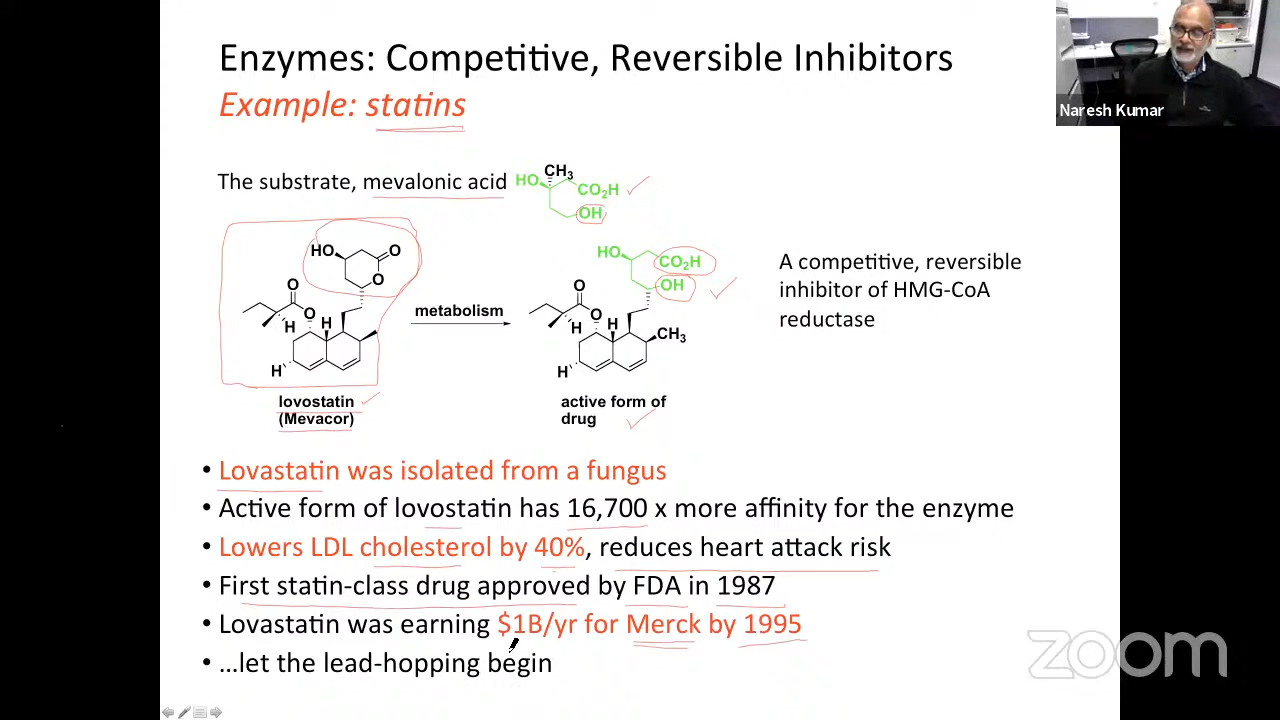 Enzymes: Competitive, Reversible Inhibitors
Example: statins
Naresh Kumar
The substrate, mevalonic acid
CH₃
HO
CO₂H
OH
HO
O
O
O
O
H
H
H
lovostatin
(Mevacor)
metabolism
HO
CO₂H
OH
O
O
H
H
CH₃
H
active form of
drug
A competitive, reversible
inhibitor of HMG-CoA
reductase
• Lovastatin was isolated from a fungus
• Active form of lovostatin has 16,700 x more affinity for the enzyme
• Lowers LDL cholesterol by 40%, reduces heart attack risk
• First statin-class drug approved by FDA in 1987
• Lovastatin was earning $1B/yr for Merck by 1995
• …let the lead-hopping begin
zoom